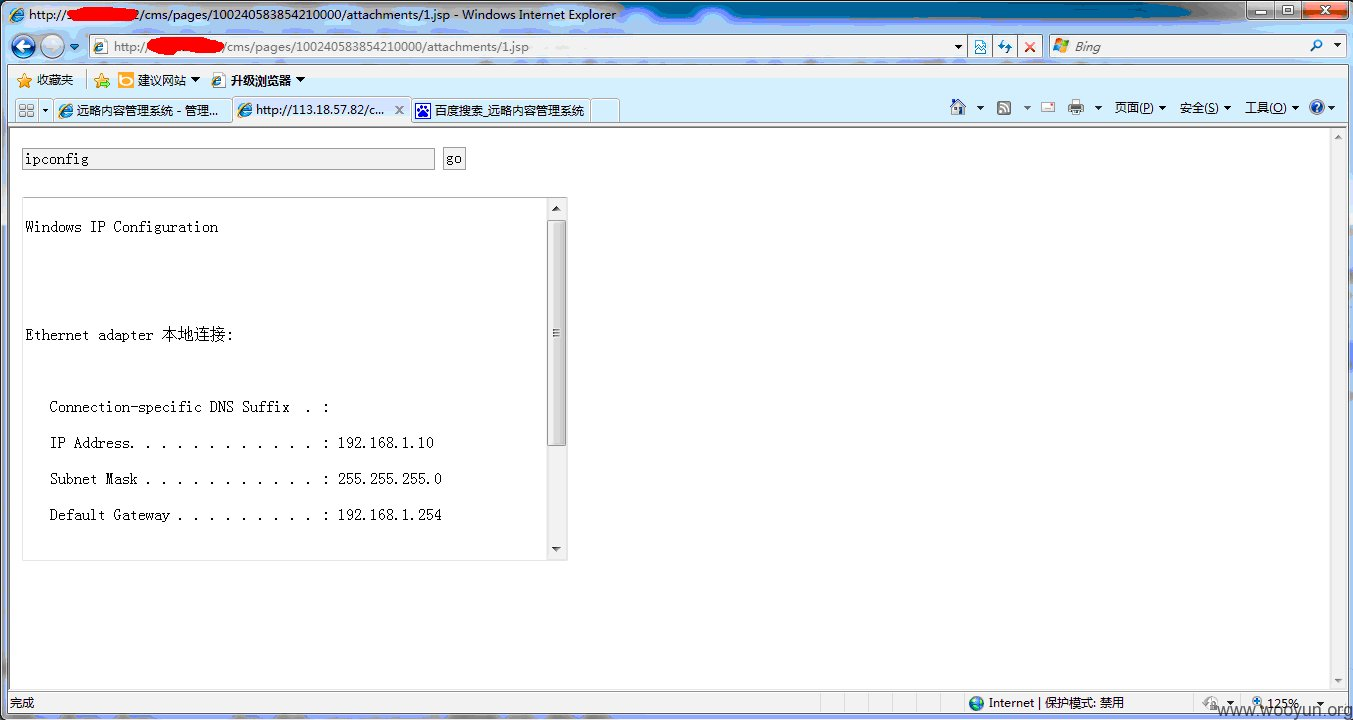 http://9 2/cms/pages/100240583854210000/attachments/1.jsp - Windows Internet Explorer
http:// /cms/pages/100240583854210000/attachments/1.jsp
Bing
收藏夹 建议网站 升级浏览器
远略内容管理系统 - 管理... http://113.18.57.82/c... 百度搜索_远略内容管理系统 页面(P) 安全(S) 工具(O)
ipconfig go
Windows IP Configuration
Ethernet adapter 本地连接:
Connection-specific DNS Suffix . :
IP Address. . . . . . . . . . . . : 192.168.1.10
Subnet Mask . . . . . . . . . . . : 255.255.255.0
Default Gateway . . . . . . . . . : 192.168.1.254
完成 Internet | 保护模式: 禁用 125%
www.wooyun.org